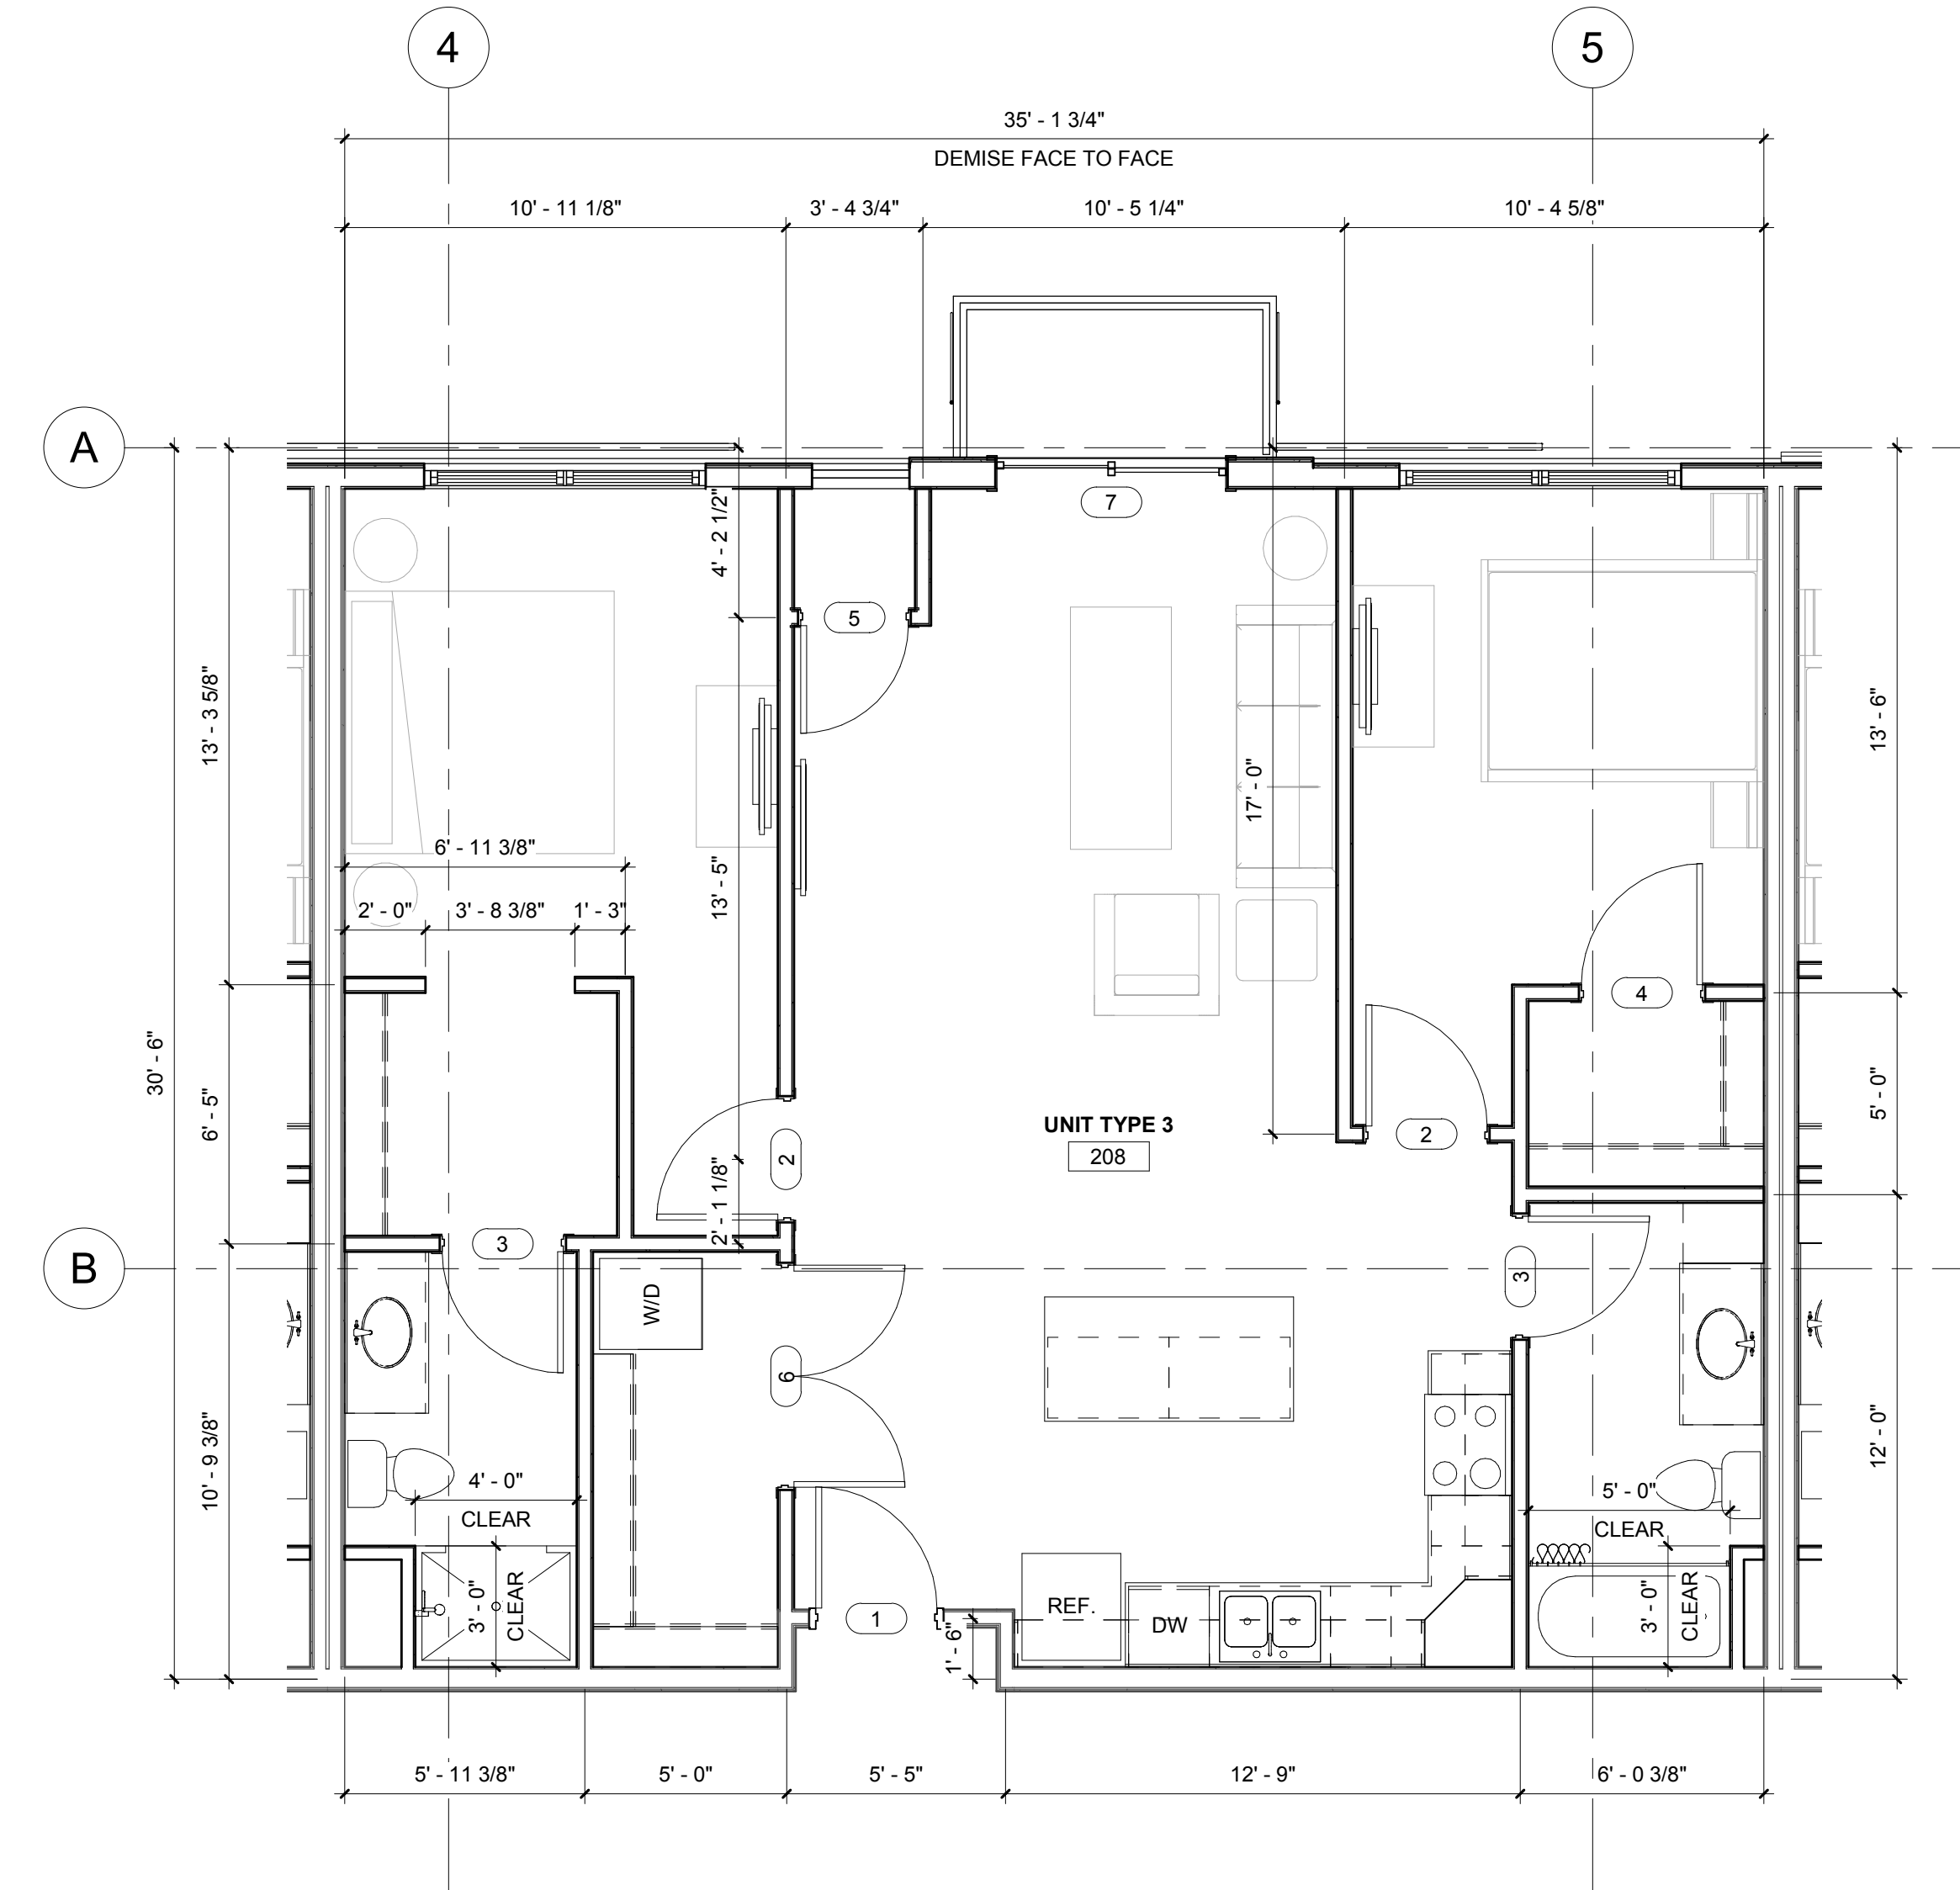 4
5
35' - 1 3/4"
DEMISE FACE TO FACE
10' - 11 1/8"
3' - 4 3/4"
10' - 5 1/4"
10' - 4 5/8"
A
7
4' - 2 1/2"
5
13' - 3 5/8"
13' - 6"
17' - 0"
6' - 11 3/8"
13' - 5"
2' - 0"
3' - 8 3/8"
1' - 3"
4
30' - 6"
6' - 5"
5' - 0"
UNIT TYPE 3
208
2
2
2' - 1 1/8"
3
B
3
W/D
6
10' - 9 3/8"
12' - 0"
4' - 0"
CLEAR
5' - 0"
CLEAR
3' - 0"
CLEAR
REF.
DW
1
1' - 6"
3' - 0"
CLEAR
5' - 11 3/8"
5' - 0"
5' - 5"
12' - 9"
6' - 0 3/8"